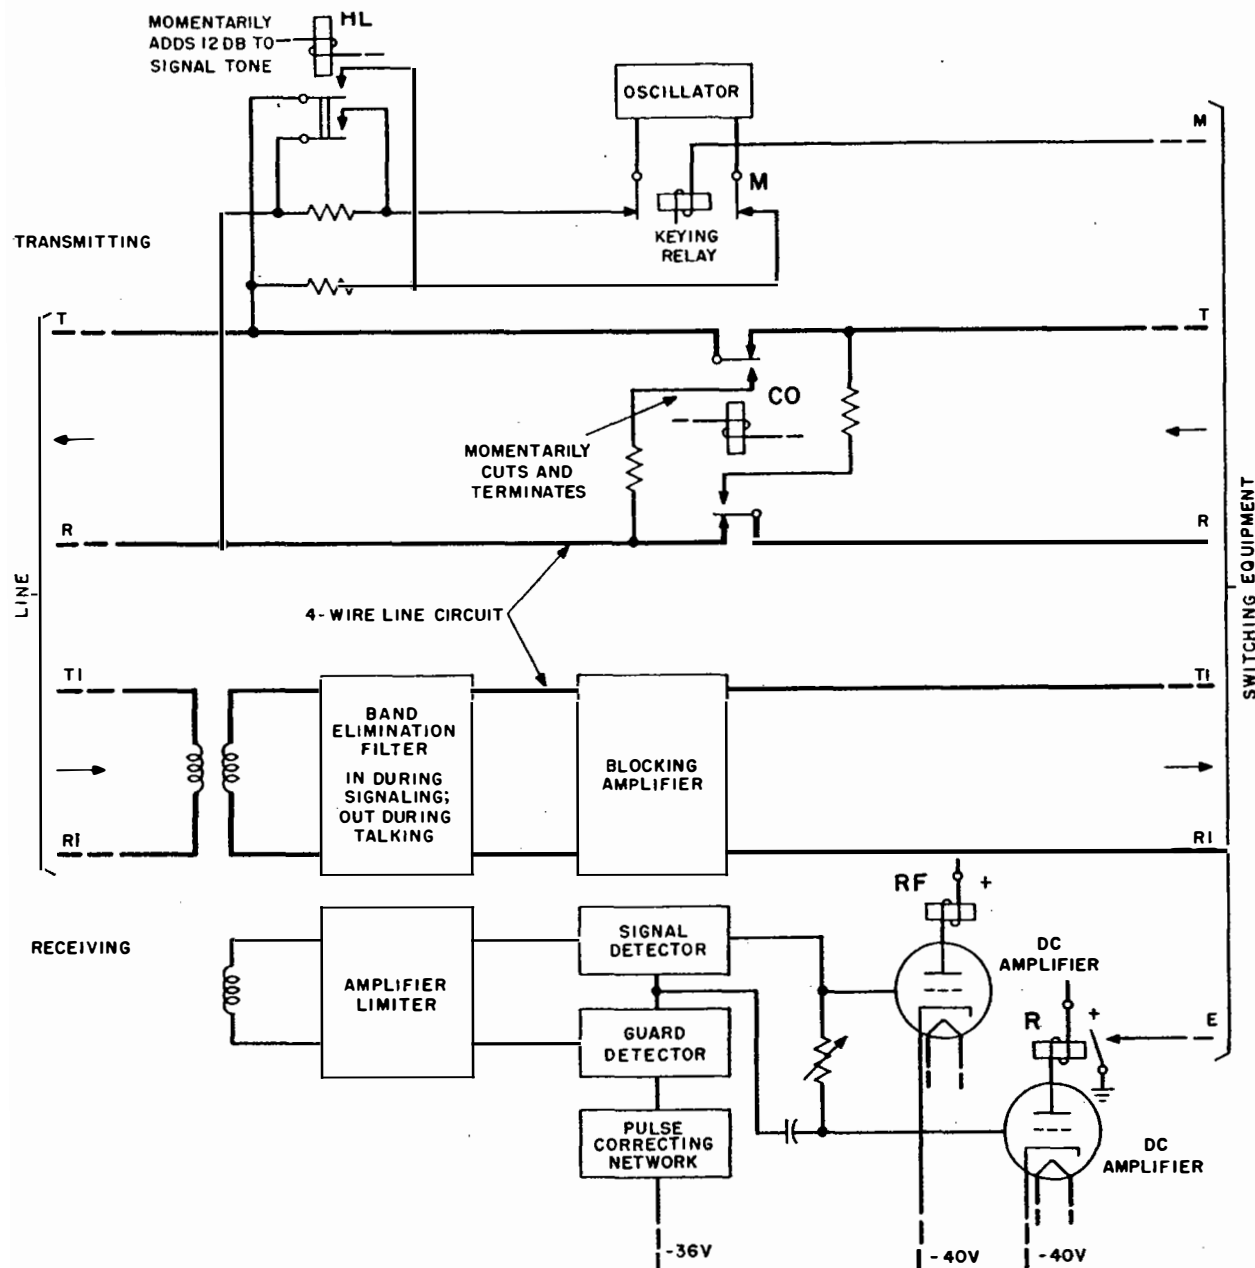 MOMENTARILY
ADDS 12 DB TO
SIGNAL TONE
HL
OSCILLATOR
M
M
KEYING
RELAY
TRANSMITTING
T
T
CO
MOMENTARILY
CUTS AND
TERMINATES
R
R
LINE
SWITCHING EQUIPMENT
4-WIRE LINE CIRCUIT
T1
T1
BAND
ELIMINATION
FILTER
IN DURING
SIGNALING;
OUT DURING
TALKING
BLOCKING
AMPLIFIER
R1
R1
RF
+
RECEIVING
AMPLIFIER
LIMITER
SIGNAL
DETECTOR
DC
AMPLIFIER
GUARD
DETECTOR
R
+
E
PULSE
CORRECTING
NETWORK
DC
AMPLIFIER
-36V
-40V
-40V